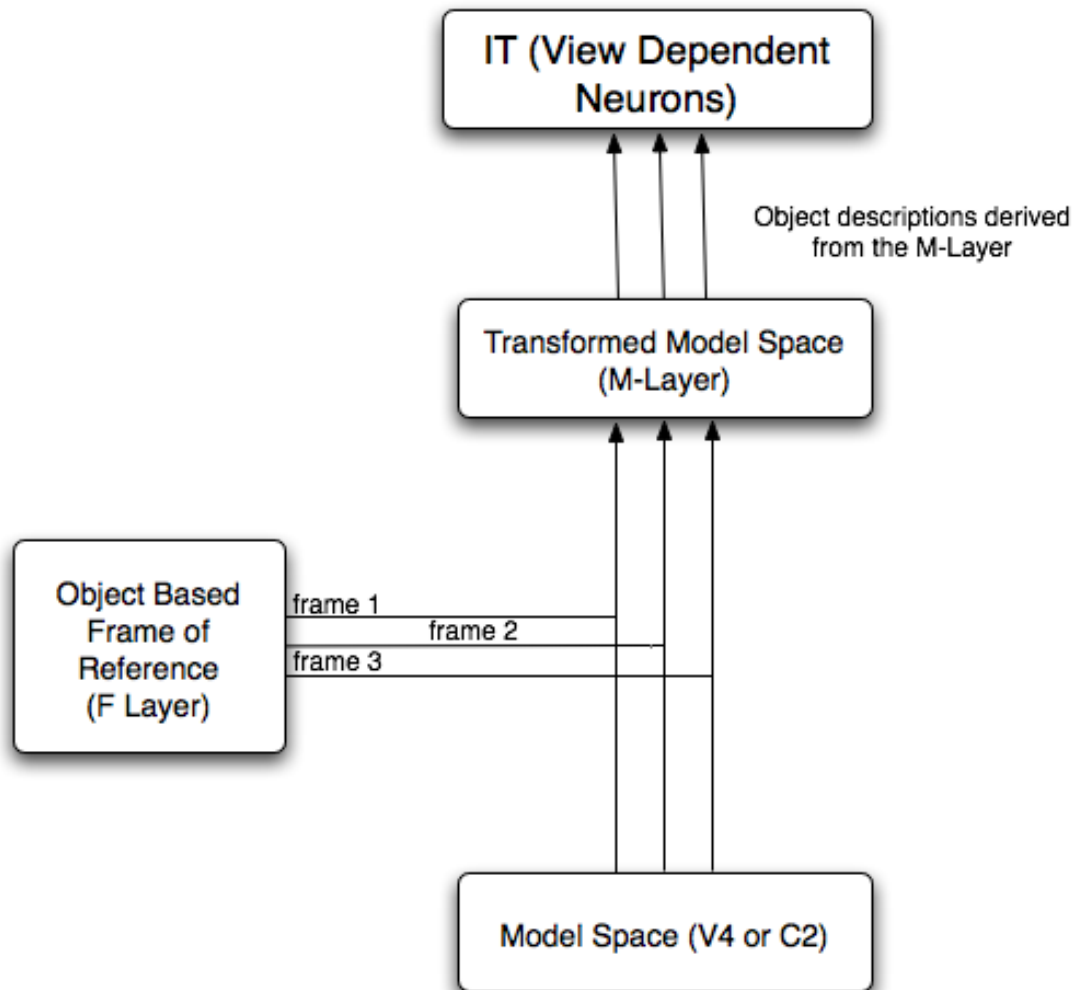 IT (View Dependent
Neurons)
Object descriptions derived
from the M-Layer
Transformed Model Space
(M-Layer)
Object Based
Frame of
Reference
(F Layer)
frame 1
frame 2
frame 3
Model Space (V4 or C2)